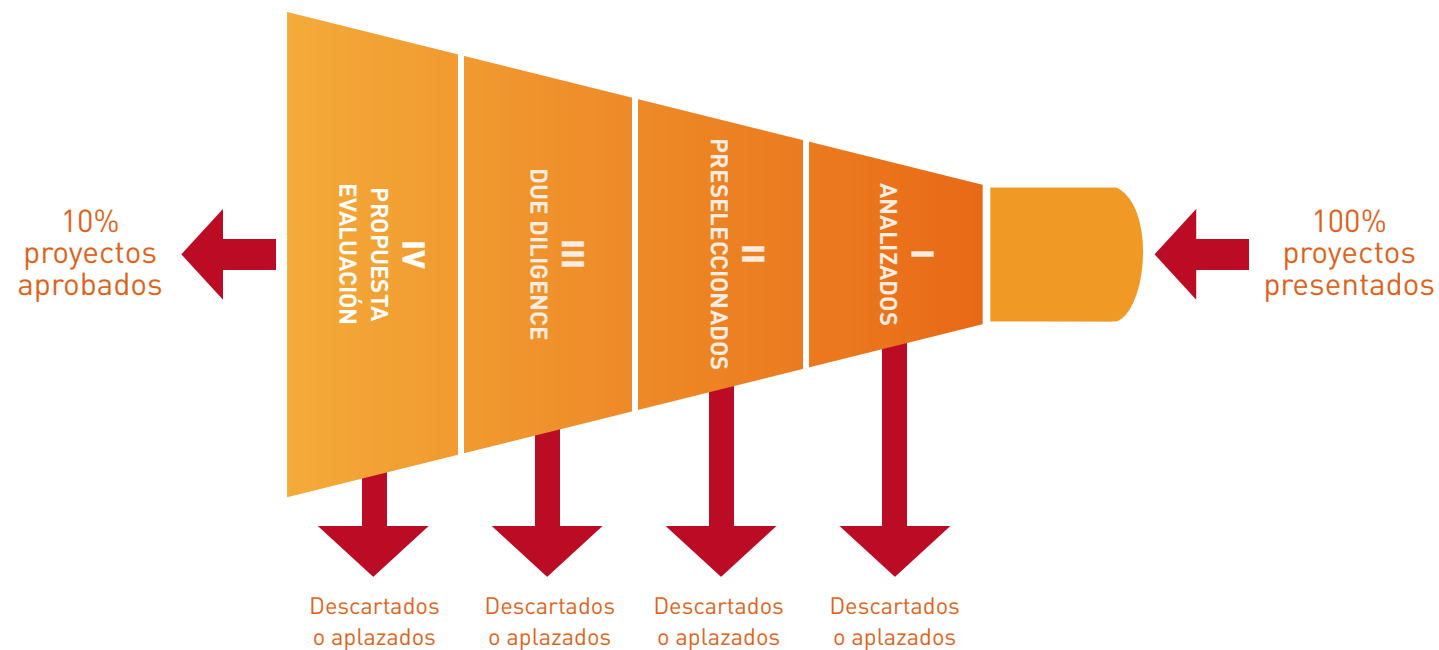 10%
proyectos
aprobados
IV
PROPUESTA
EVALUACIÓN
III
DUE DILIGENCE
II
PRESELECCIONADOS
I
ANALIZADOS
100%
proyectos
presentados
Descartados
o aplazados
Descartados
o aplazados
Descartados
o aplazados
Descartados
o aplazados